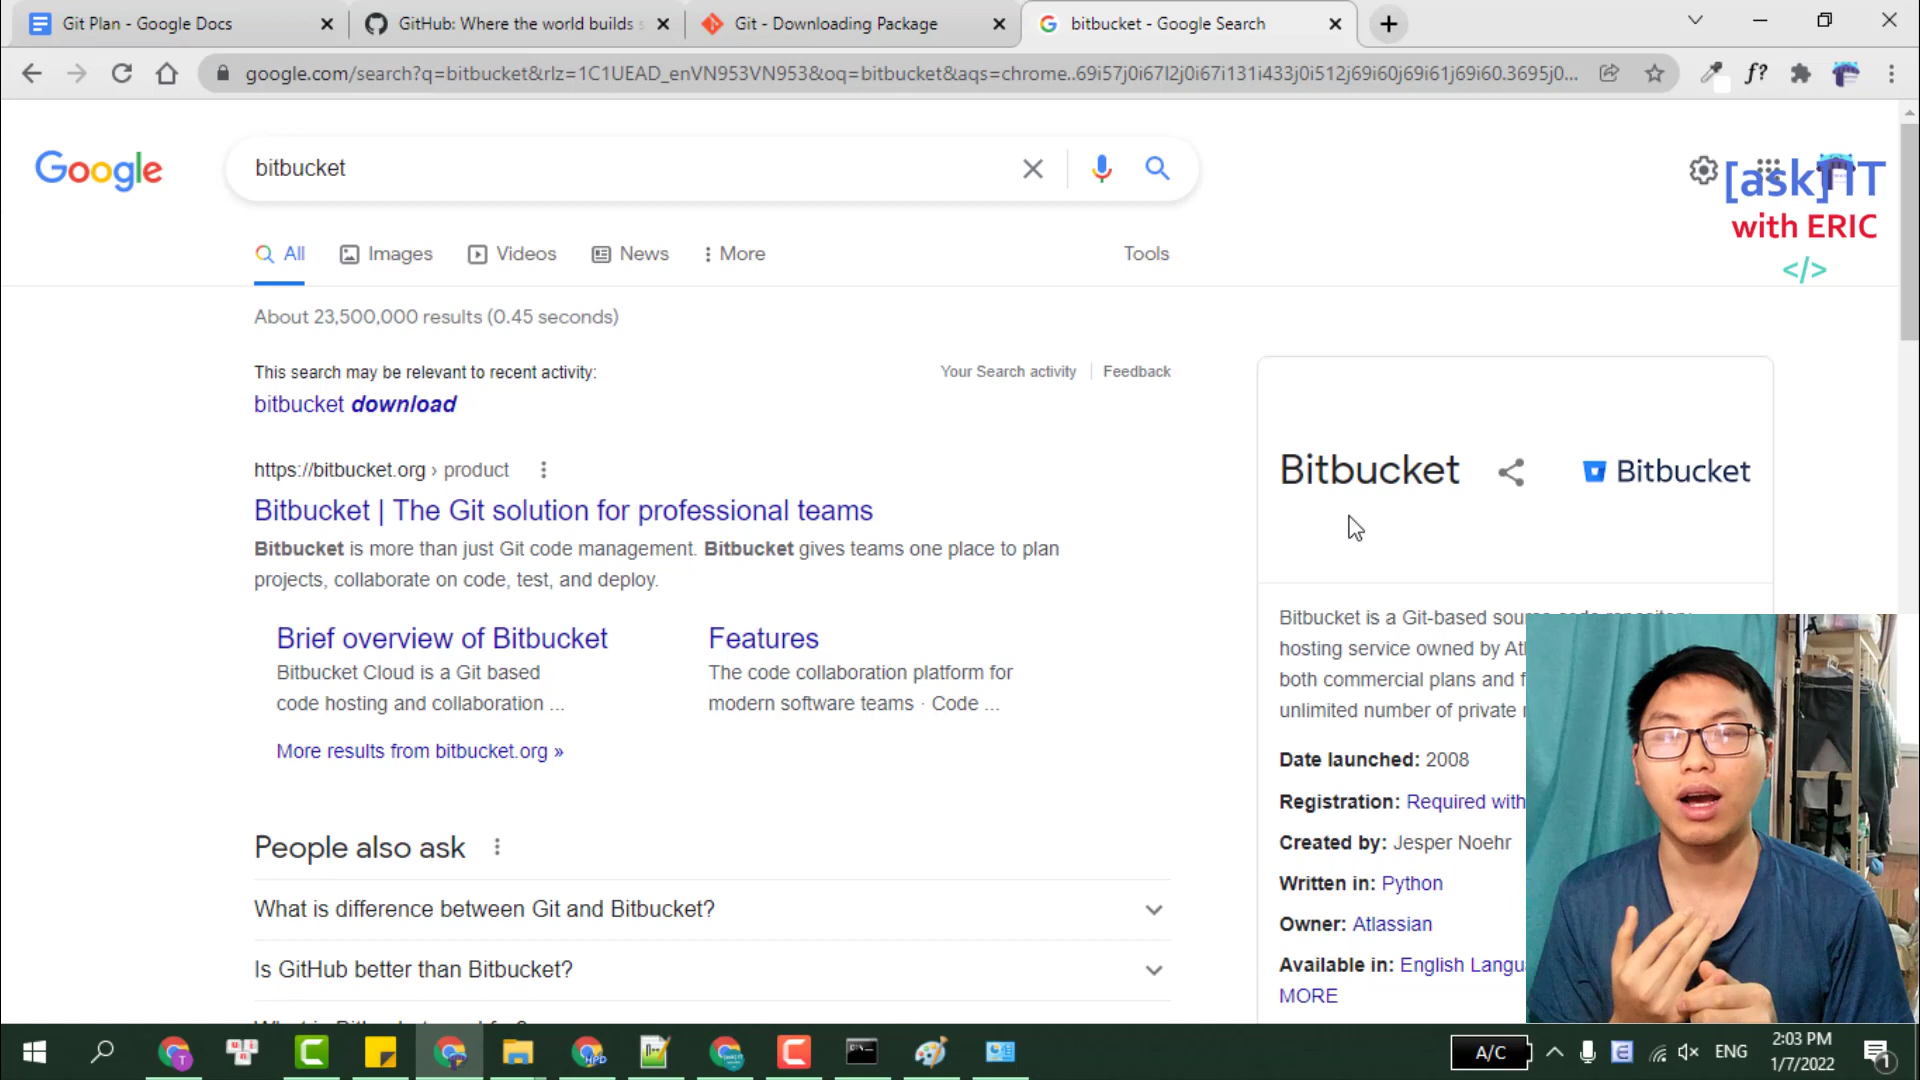 Git Plan - Google Docs
GitHub: Where the world builds s
Git - Downloading Package
bitbucket - Google Search
google.com/search?q=bitbucket&rlz=1C1UEAD_enVN953VN953&oq=bitbucket&aqs=chrome..69i57j0i67l2j0i67i131i433j0i512j69i60j69i61j69i60.3695j0...
f?
Google
bitbucket
[ask] IT
with ERIC
</>
All
Images
Videos
News
More
Tools
About 23,500,000 results (0.45 seconds)
This search may be relevant to recent activity:
Your Search activity
Feedback
bitbucket download
https://bitbucket.org › product
Bitbucket | The Git solution for professional teams
Bitbucket is more than just Git code management. Bitbucket gives teams one place to plan
projects, collaborate on code, test, and deploy.
Brief overview of Bitbucket
Bitbucket Cloud is a Git based
code hosting and collaboration ...
Features
The code collaboration platform for
modern software teams · Code ...
More results from bitbucket.org »
People also ask
What is difference between Git and Bitbucket?
Is GitHub better than Bitbucket?
Bitbucket
Bitbucket
Bitbucket is a Git-based source code repository
hosting service owned by Atl
both commercial plans and f
unlimited number of private r
Date launched: 2008
Registration: Required with
Created by: Jesper Noehr
Written in: Python
Owner: Atlassian
Available in: English Langu
MORE
A/C
ENG
2:03 PM
1/7/2022
1